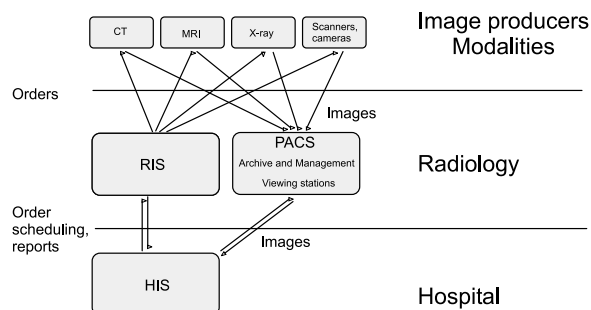 Image producers
Modalities
CT
MRI
X-ray
Scanners,
cameras
Orders
Images
RIS
PACS
Archive and Management
Viewing stations
Radiology
Order
scheduling,
reports
Images
HIS
Hospital